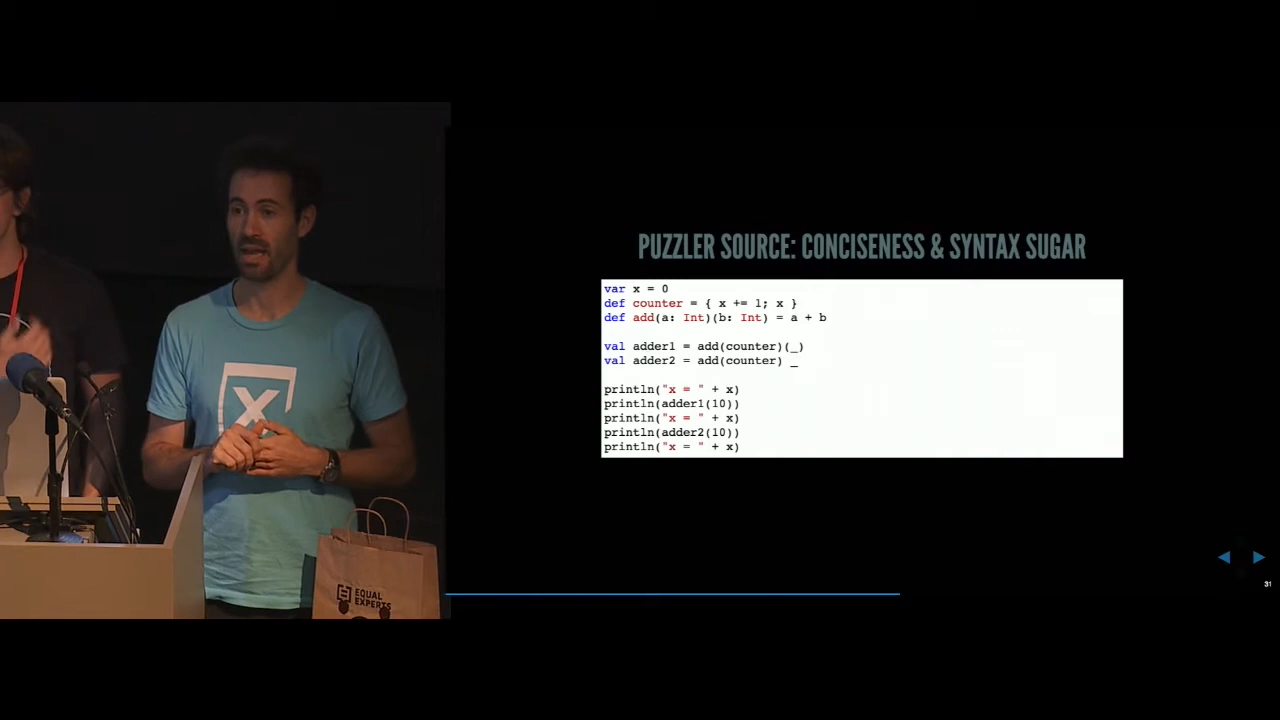 PUZZLER SOURCE: CONCISENESS & SYNTAX SUGAR
var x = 0
def counter = { x += 1; x }
def add(a: Int)(b: Int) = a + b
val adder1 = add(counter)(_)
val adder2 = add(counter) _
println("x = " + x)
println(adder1(10))
println("x = " + x)
println(adder2(10))
println("x = " + x)
X
EQUAL
EXPERTS
31